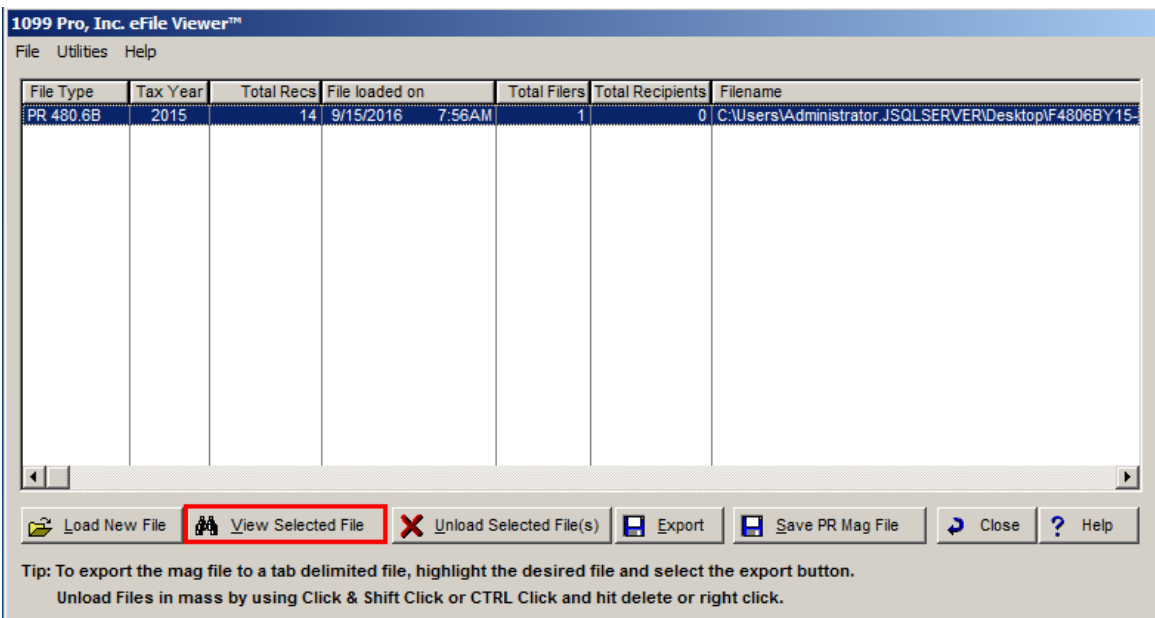 1099 Pro, Inc. eFile Viewer™
File Utilities Help
File Type Tax Year Total Recs File loaded on Total Filers Total Recipients Filename
PR 480.6B 2015 14 9/15/2016 7:56AM 1 0 C:\Users\Administrator.JSQLSERVER\Desktop\F4806BY15-
Load New File View Selected File Unload Selected File(s) Export Save PR Mag File Close ? Help
Tip: To export the mag file to a tab delimited file, highlight the desired file and select the export button.
Unload Files in mass by using Click & Shift Click or CTRL Click and hit delete or right click.